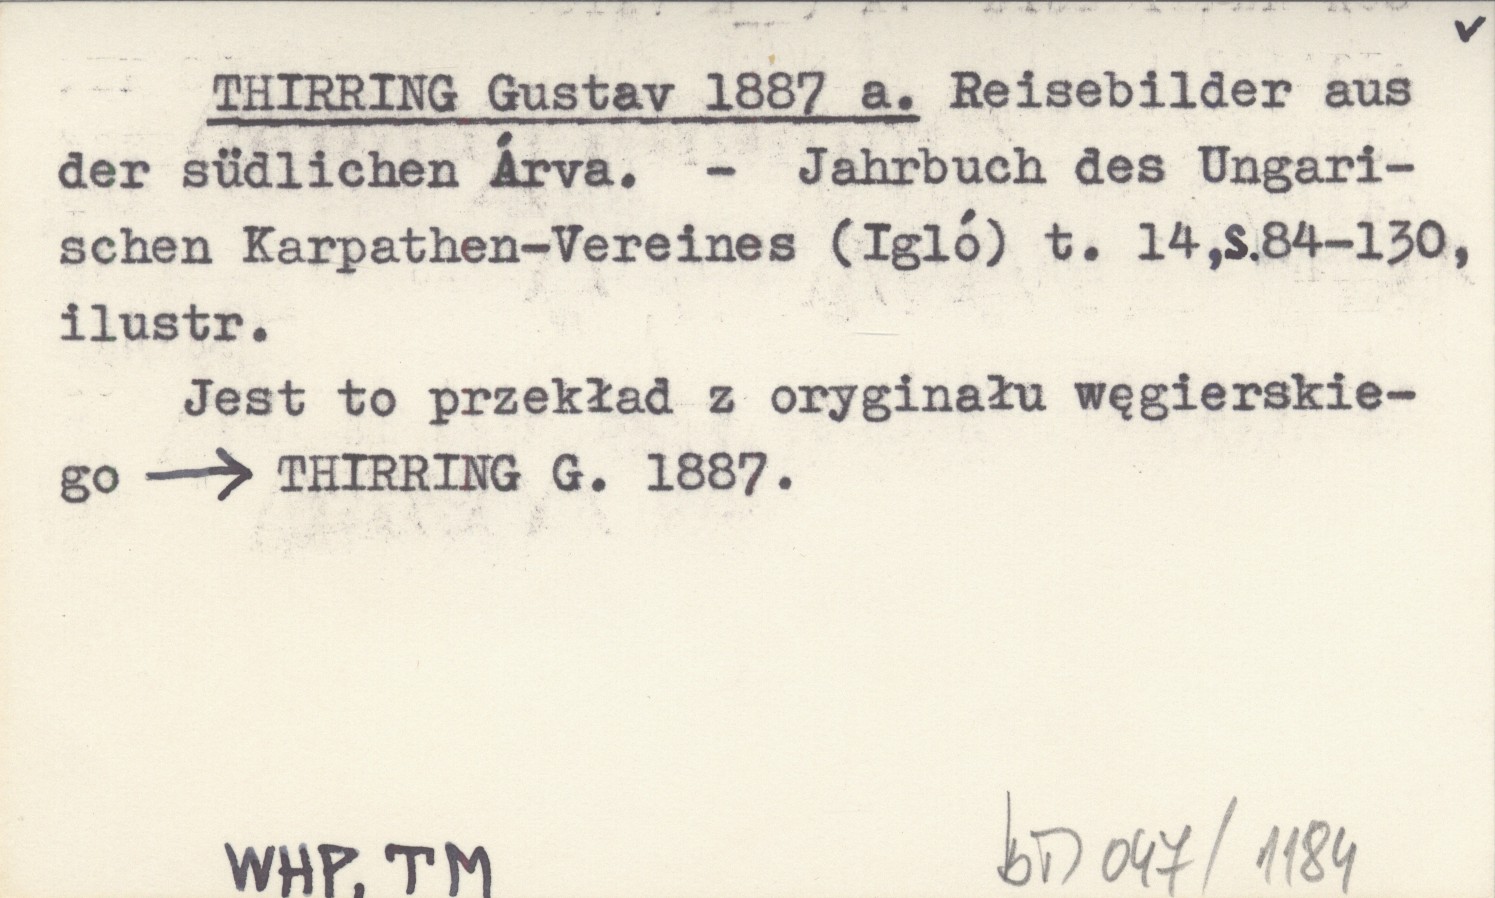 THIRRING Gustav 1887 a. Reisebilder aus
der südlichen Árva. - Jahrbuch des Ungari-
schen Karpathen-Vereines (Igló) t. 14,s.84-130,
ilustr.
Jest to przekład z oryginału węgierskie-
go → THIRRING G. 1887.
WHP, TM
047/1184